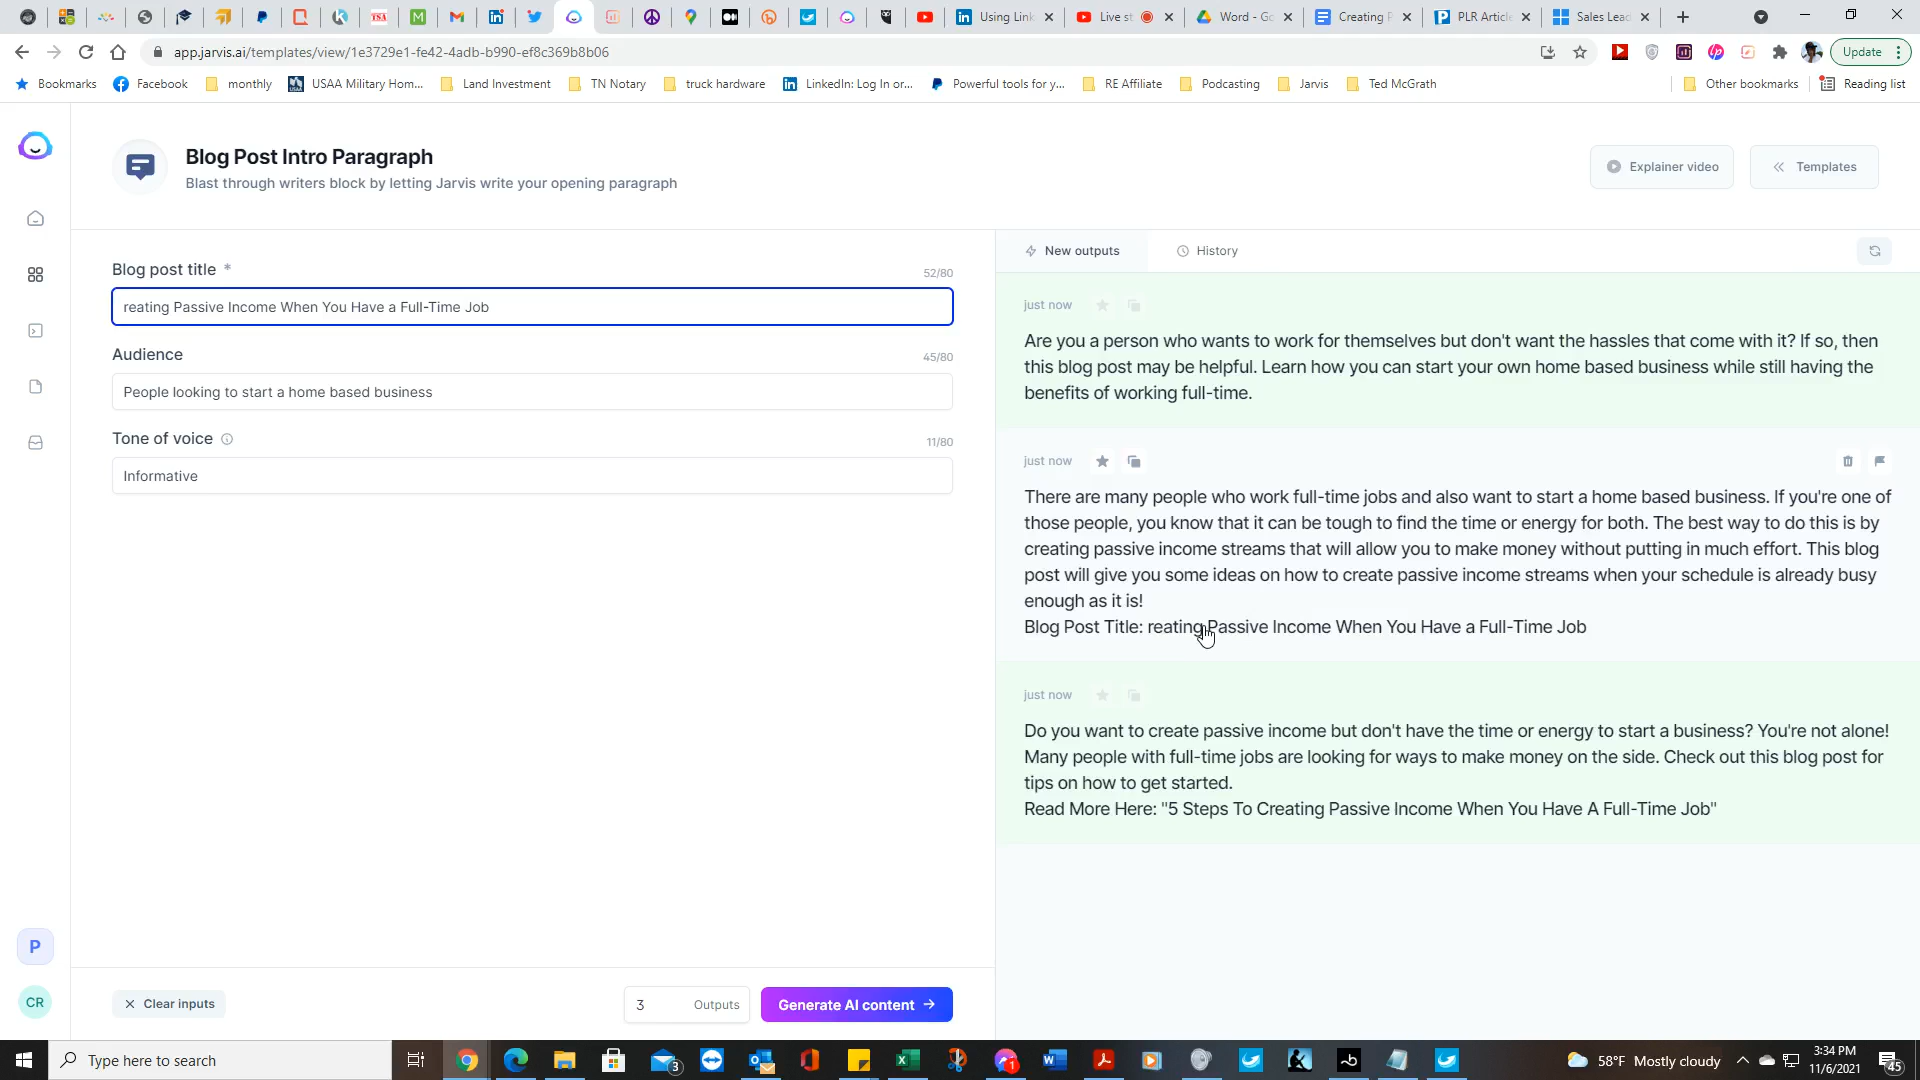 Using Link
Live st
Word - Go
Creating P
PLR Article
Sales Lead
app.jarvis.ai/templates/view/1e3729e1-fe42-4adb-b990-ef8c369b8b06
Update
Bookmarks
Facebook
monthly
USAA Military Hom...
Land Investment
TN Notary
truck hardware
LinkedIn: Log In or...
Powerful tools for y...
RE Affiliate
Podcasting
Jarvis
Ted McGrath
Other bookmarks
Reading list
Blog Post Intro Paragraph
Blast through writers block by letting Jarvis write your opening paragraph
Explainer video
Templates
Blog post title *
52/80
reating Passive Income When You Have a Full-Time Job
Audience
45/80
People looking to start a home based business
Tone of voice
11/80
Informative
Clear inputs
3 Outputs
Generate AI content
P
CR
New outputs
History
just now
Are you a person who wants to work for themselves but don't want the hassles that come with it? If so, then
this blog post may be helpful. Learn how you can start your own home based business while still having the
benefits of working full-time.
just now
There are many people who work full-time jobs and also want to start a home based business. If you're one of
those people, you know that it can be tough to find the time or energy for both. The best way to do this is by
creating passive income streams that will allow you to make money without putting in much effort. This blog
post will give you some ideas on how to create passive income streams when your schedule is already busy
enough as it is!
Blog Post Title: reating Passive Income When You Have a Full-Time Job
just now
Do you want to create passive income but don't have the time or energy to start a business? You're not alone!
Many people with full-time jobs are looking for ways to make money on the side. Check out this blog post for
tips on how to get started.
Read More Here: "5 Steps To Creating Passive Income When You Have A Full-Time Job"
Type here to search
58°F Mostly cloudy
3:34 PM
11/6/2021
45